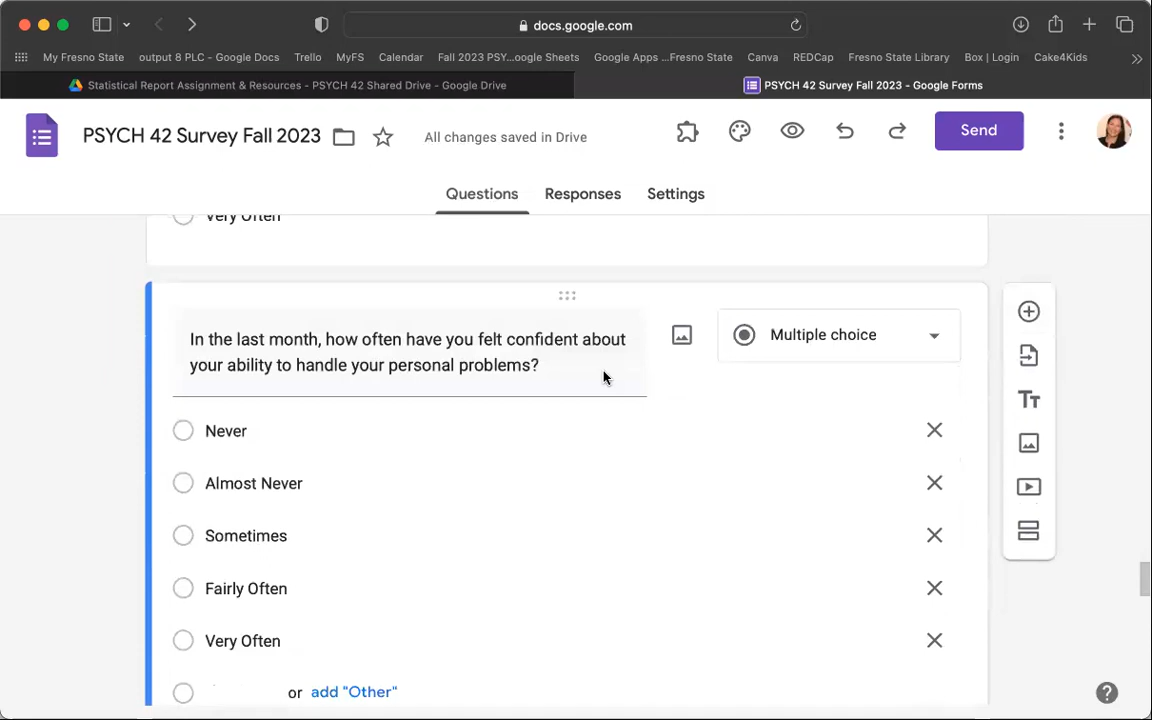 docs.google.com
My Fresno State output 8 PLC - Google Docs Trello MyFS Calendar Fall 2023 PSY...oogle Sheets Google Apps ...Fresno State Canva REDCap Fresno State Library Box | Login Cake4Kids
Statistical Report Assignment & Resources - PSYCH 42 Shared Drive - Google Drive
PSYCH 42 Survey Fall 2023 - Google Forms
PSYCH 42 Survey Fall 2023
All changes saved in Drive
Send
Questions Responses Settings
Very Often
In the last month, how often have you felt confident about
your ability to handle your personal problems?
Multiple choice
Never
Almost Never
Sometimes
Fairly Often
Very Often
or add "Other"